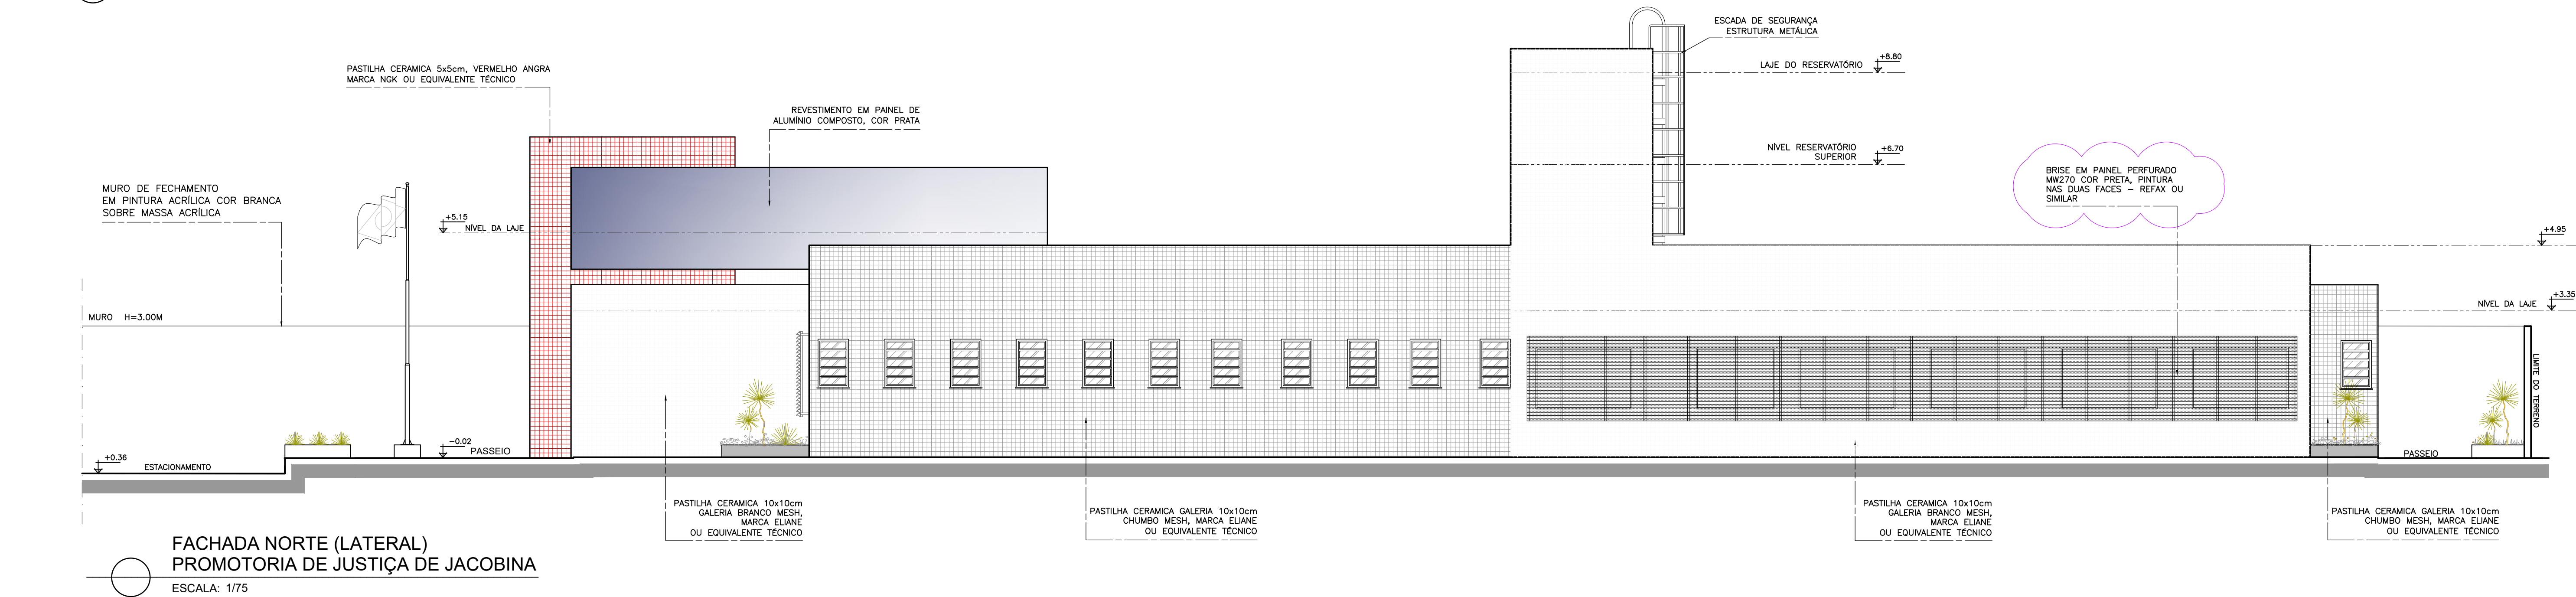 ESCADA DE SEGURANÇA
ESTRUTURA METÁLICA
+8.80
LAJE DO RESERVATÓRIO
PASTILHA CERAMICA 5x5cm, VERMELHO ANGRA
MARCA NGK OU EQUIVALENTE TÉCNICO
REVESTIMENTO EM PAINEL DE
ALUMÍNIO COMPOSTO, COR PRATA
NÍVEL RESERVATÓRIO
SUPERIOR
+6.70
BRISE EM PAINEL PERFURADO
MW270 COR PRETA, PINTURA
NAS DUAS FACES – REFAX OU
SIMILAR
MURO DE FECHAMENTO
EM PINTURA ACRÍLICA COR BRANCA
SOBRE MASSA ACRÍLICA
+5.15
NÍVEL DA LAJE
+4.95
+3.35
NÍVEL DA LAJE
MURO H=3.00M
LIMITE DO TERRENO
-0.02
PASSEIO
+0.36
ESTACIONAMENTO
PASSEIO
PASTILHA CERAMICA 10x10cm
GALERIA BRANCO MESH,
MARCA ELIANE
OU EQUIVALENTE TÉCNICO
PASTILHA CERAMICA GALERIA 10x10cm
CHUMBO MESH, MARCA ELIANE
OU EQUIVALENTE TÉCNICO
PASTILHA CERAMICA 10x10cm
GALERIA BRANCO MESH,
MARCA ELIANE
OU EQUIVALENTE TÉCNICO
PASTILHA CERAMICA GALERIA 10x10cm
CHUMBO MESH, MARCA ELIANE
OU EQUIVALENTE TÉCNICO
FACHADA NORTE (LATERAL)
PROMOTORIA DE JUSTIÇA DE JACOBINA
ESCALA: 1/75